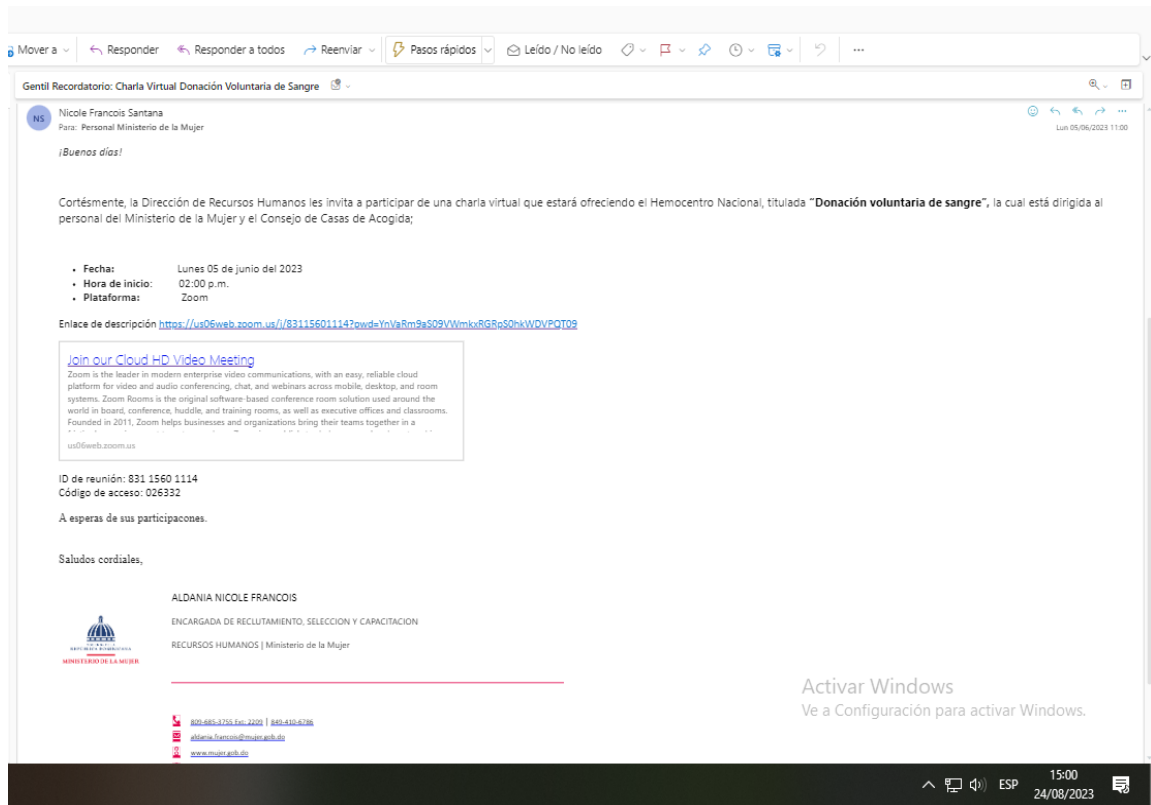 Mover a
Responder
Responder a todos
Reenviar
Pasos rápidos
Leído / No leído
Gentil Recordatorio: Charla Virtual Donación Voluntaria de Sangre
NS
Nicole Francois Santana
Para: Personal Ministerio de la Mujer
Lun 05/06/2023 11:00
¡Buenos días!
Cortésmente, la Dirección de Recursos Humanos les invita a participar de una charla virtual que estará ofreciendo el Hemocentro Nacional, titulada “Donación voluntaria de sangre”, la cual está dirigida al
personal del Ministerio de la Mujer y el Consejo de Casas de Acogida;
• Fecha: Lunes 05 de junio del 2023
• Hora de inicio: 02:00 p.m.
• Plataforma: Zoom
Enlace de descripción https://us06web.zoom.us/j/83115601114?pwd=YnVaRm9aS09VWmkxRGRpS0hkWDVPQT09
Join our Cloud HD Video Meeting
Zoom is the leader in modern enterprise video communications, with an easy, reliable cloud
platform for video and audio conferencing, chat, and webinars across mobile, desktop, and room
systems. Zoom Rooms is the original software-based conference room solution used around the
world in board, conference, huddle, and training rooms, as well as executive offices and classrooms.
Founded in 2011, Zoom helps businesses and organizations bring their teams together in a
us06web.zoom.us
ID de reunión: 831 1560 1114
Código de acceso: 026332
A esperas de sus participacones.
Saludos cordiales,
ALDANIA NICOLE FRANCOIS
ENCARGADA DE RECLUTAMIENTO, SELECCION Y CAPACITACION
RECURSOS HUMANOS | Ministerio de la Mujer
REPÚBLICA DOMINICANA
MINISTERIO DE LA MUJER
809-685-3755 Ext: 2209 | 849-410-6786
aldania.francois@mujer.gob.do
www.mujer.gob.do
Activar Windows
Ve a Configuración para activar Windows.
ESP
15:00
24/08/2023